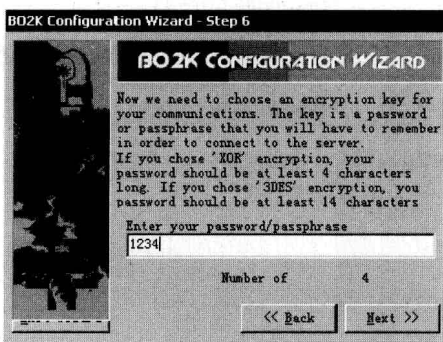 BO2K Configuration Wizard - Step 6
BO2K CONFIGURATION WIZARD
Now we need to choose an encryption key for
your communications. The key is a password
or passphrase that you will have to remember
in order to connect to the server.
If you chose 'XOR' encryption, your
password should be at least 4 characters
long. If you chose '3DES' encryption, you
password should be at least 14 characters
Enter your password/passphrase
1234
Number of 4
<< Back Next >>